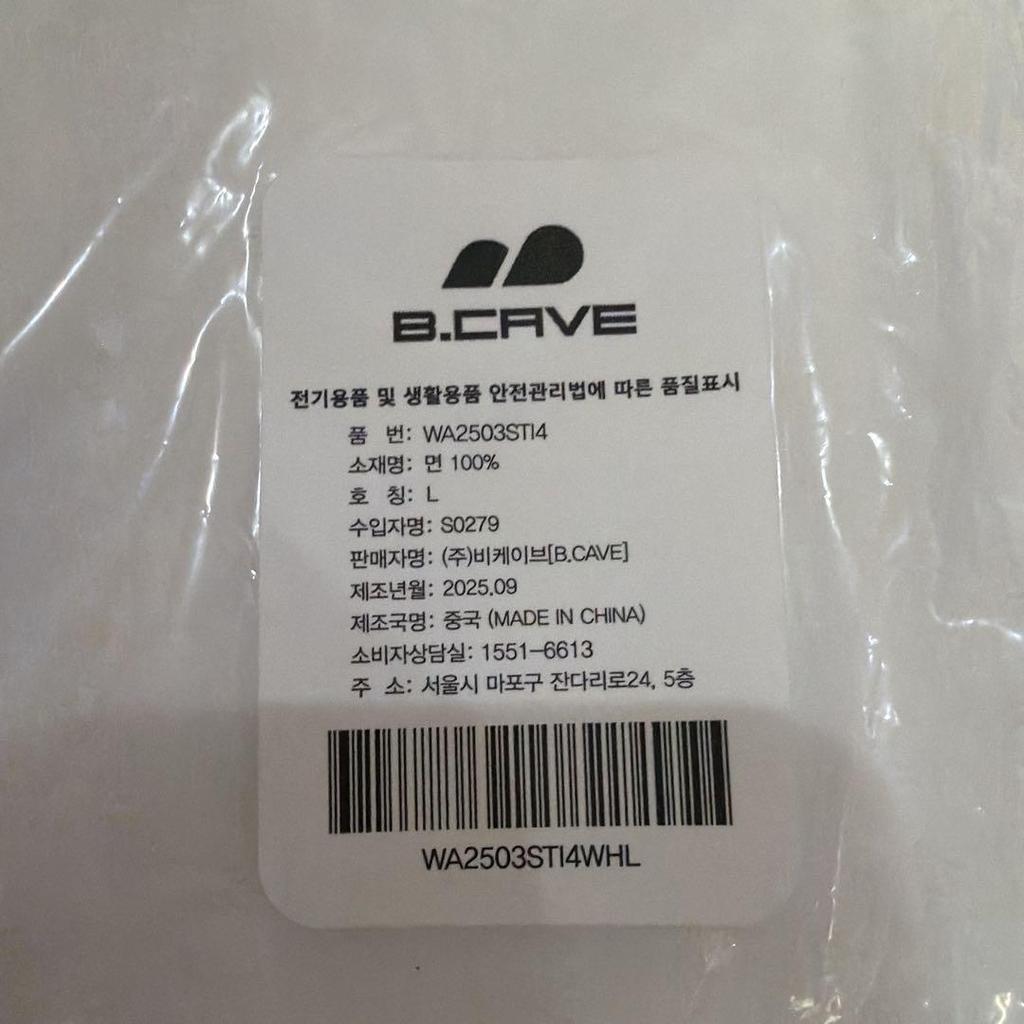 B.CAVE
전기용품 및 생활용품 안전관리법에 따른 품질표시
품 번: WA2503STI4
소재명: 면 100%
호 칭: L
수입자명: S0279
판매자명: (주)비케이브[B.CAVE]
제조년월: 2025.09
제조국명: 중국 (MADE IN CHINA)
소비자상담실: 1551-6613
주 소: 서울시 마포구 잔다리로24, 5층
WA2503STI4WHL